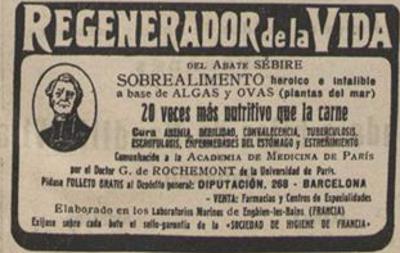 REGENERADOR de la VIDA
DEL ABATE SÉBIRE
SOBREALIMENTO heroico e infalible
a base de ALGAS y OVAS (plantas del mar)
20 veces más nutritivo que la carne
Cura ANEMIA, DEBILIDAD, CONVALECENCIA, TUBERCULOSIS,
ESCROFULOSIS, ENFERMEDADES DEL ESTÓMAGO y ESTREÑIMIENTO
Comunicación a la ACADEMIA DE MEDICINA DE PARÍS
por el Doctor G. de ROCHEMONT de la Universidad de París.
Pídase FOLLETO GRATIS al Depósito general: DIPUTACIÓN, 268 - BARCELONA
- VENTA: Farmacias y Centros de Especialidades
Elaborado en los Laboratorios Marinos de Enghien-les-Bains (FRANCIA)
Exíjase sobre cada bote el sello-garantía de la «SOCIEDAD DE HIGIENE DE FRANCIA»